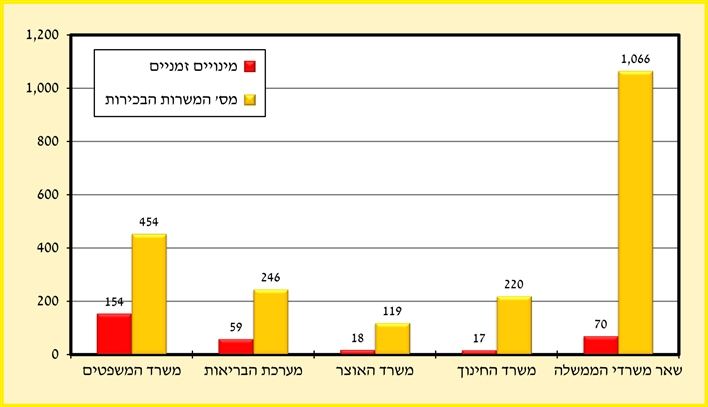 1,200
1,000
800
600
400
200
0
מינויים זמניים
מס׳ המשרות הבכירות
154
454
59
246
18
119
17
220
70
1,066
משרד המשפטים
מערכת הבריאות
משרד האוצר
משרד החינוך
שאר משרדי הממשלה